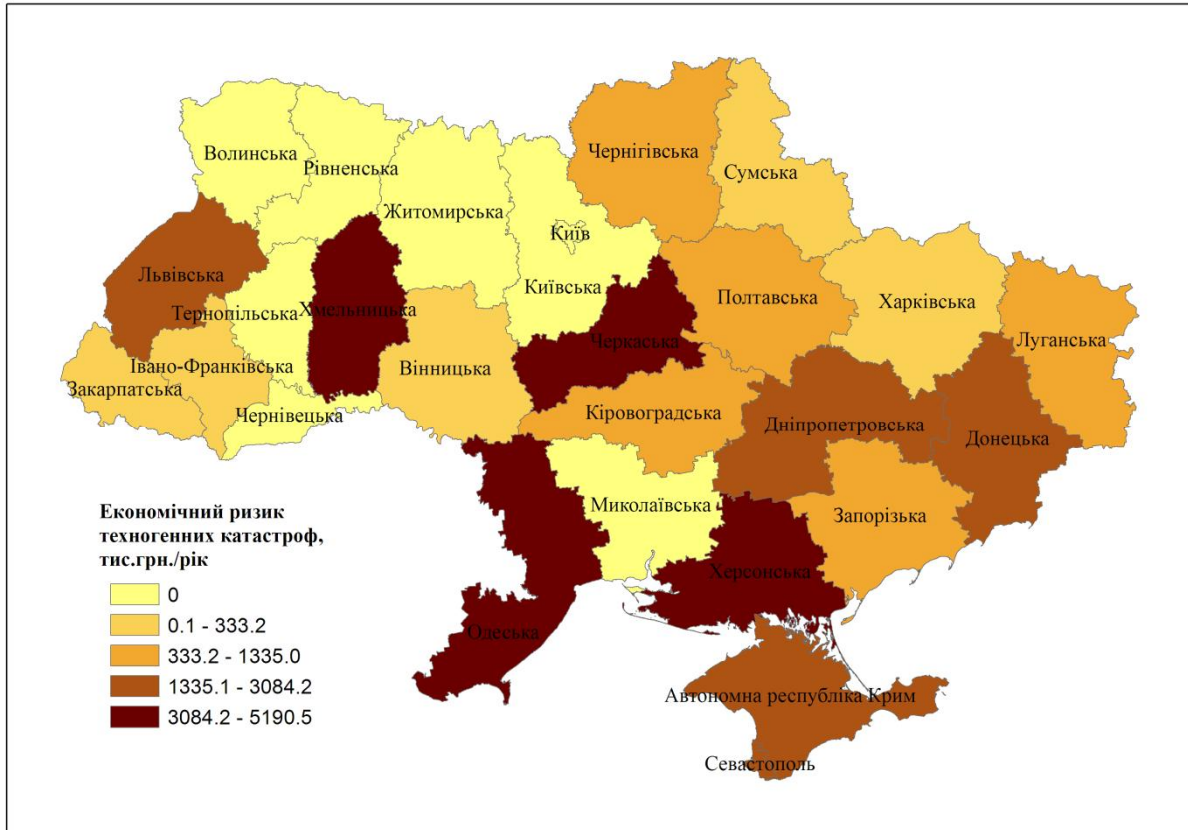 Чернігівська
Сумська
Волинська
Рівненська
Житомирська
Київ
Львівська
Київська
Полтавська
Харківська
Тернопільська
Хмельницька
Черкаська
Луганська
Івано-Франківська
Вінницька
Закарпатська
Чернівецька
Кіровоградська
Дніпропетровська
Донецька
Миколаївська
Запорізька
Херсонська
Одеська
Автономна республіка Крим
Севастополь
Економічний ризик
техногенних катастроф,
тис.грн./рік
0
0.1 - 333.2
333.2 - 1335.0
1335.1 - 3084.2
3084.2 - 5190.5